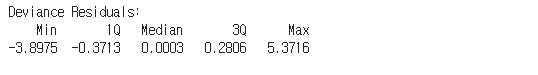 Deviance Residuals:
Min 1Q Median 3Q Max
-3.8975 -0.3713 0.0003 0.2806 5.3716